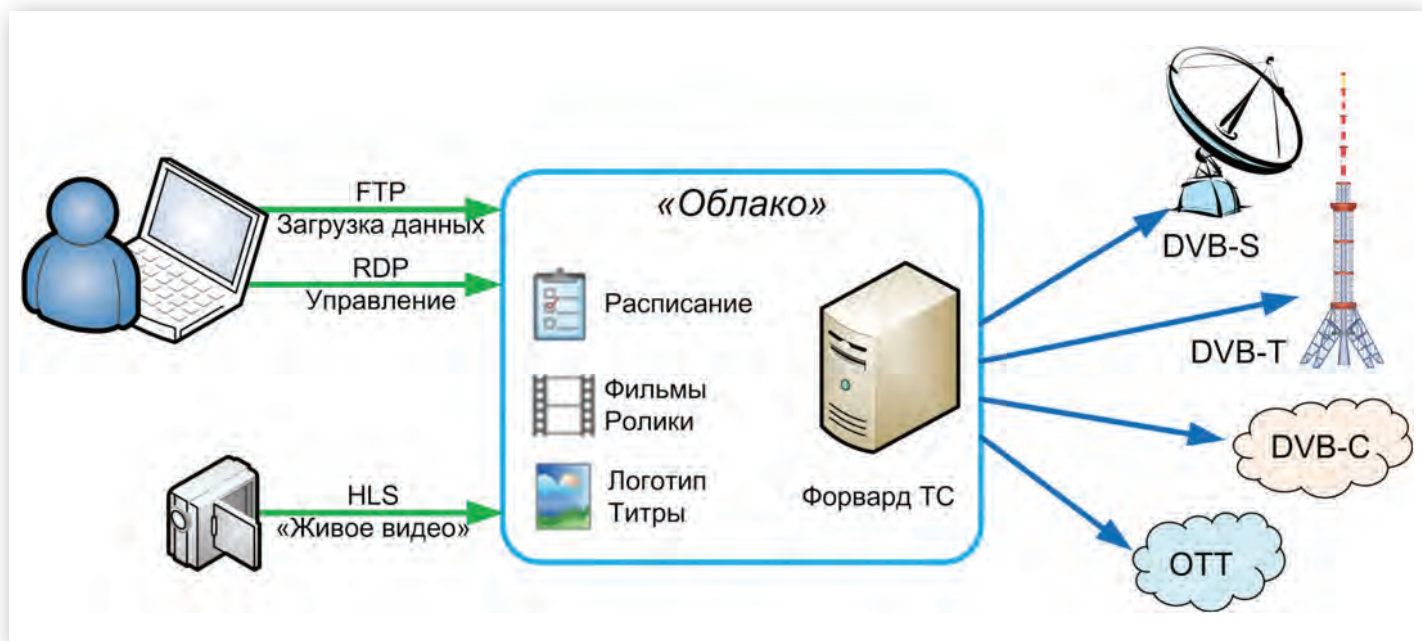 FTP
Загрузка данных
RDP
Управление
HLS
«Живое видео»
«Облако»
Расписание
Фильмы
Ролики
Логотип
Титры
Форвард ТС
DVB-S
DVB-T
DVB-C
OTT